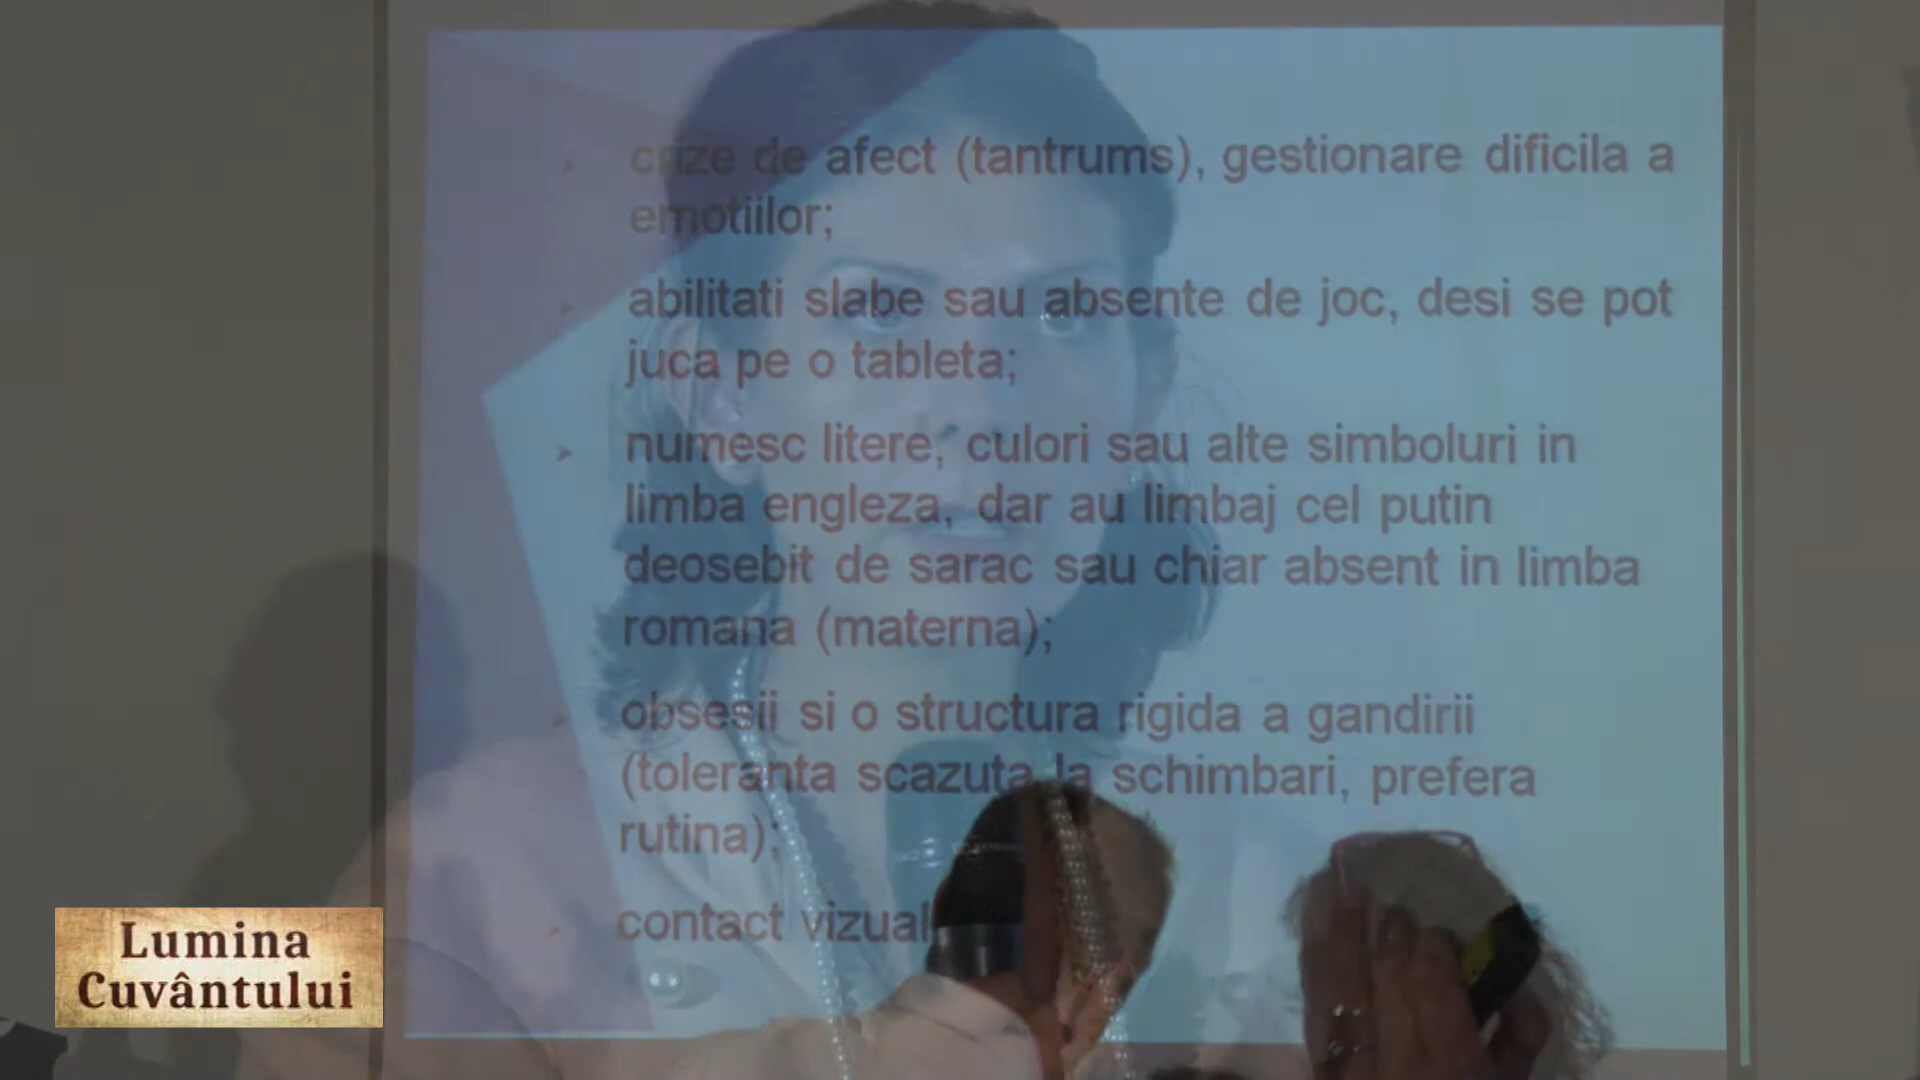 crize de afect (tantrums), gestionare dificila a
emotiilor;
abilitati slabe sau absente de joc, desi se pot
juca pe o tableta;
numesc litere, culori sau alte simboluri in
limba engleza, dar au limbaj cel putin
deosebit de sarac sau chiar absent in limba
romana (materna);
obsesii si o structura rigida a gandirii
(toleranta scazuta la schimbari, prefera
rutina);
contact vizual
Lumina
Cuvântului